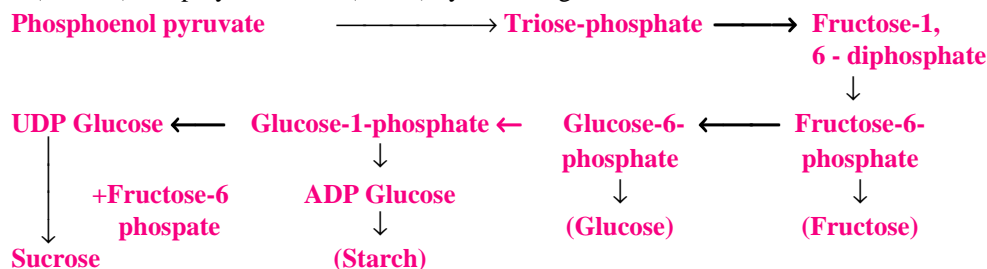 Phosphoenol pyruvate ⟶ Triose-phosphate ⟶ Fructose-1,
6 - diphosphate
↓
UDP Glucose ⟵ Glucose-1-phosphate ← Glucose-6- ⟵ Fructose-6-
phosphate phosphate
↓ ↓ ↓ ↓
+Fructose-6 ADP Glucose
phospate ↓ (Glucose) (Fructose)
Sucrose (Starch)